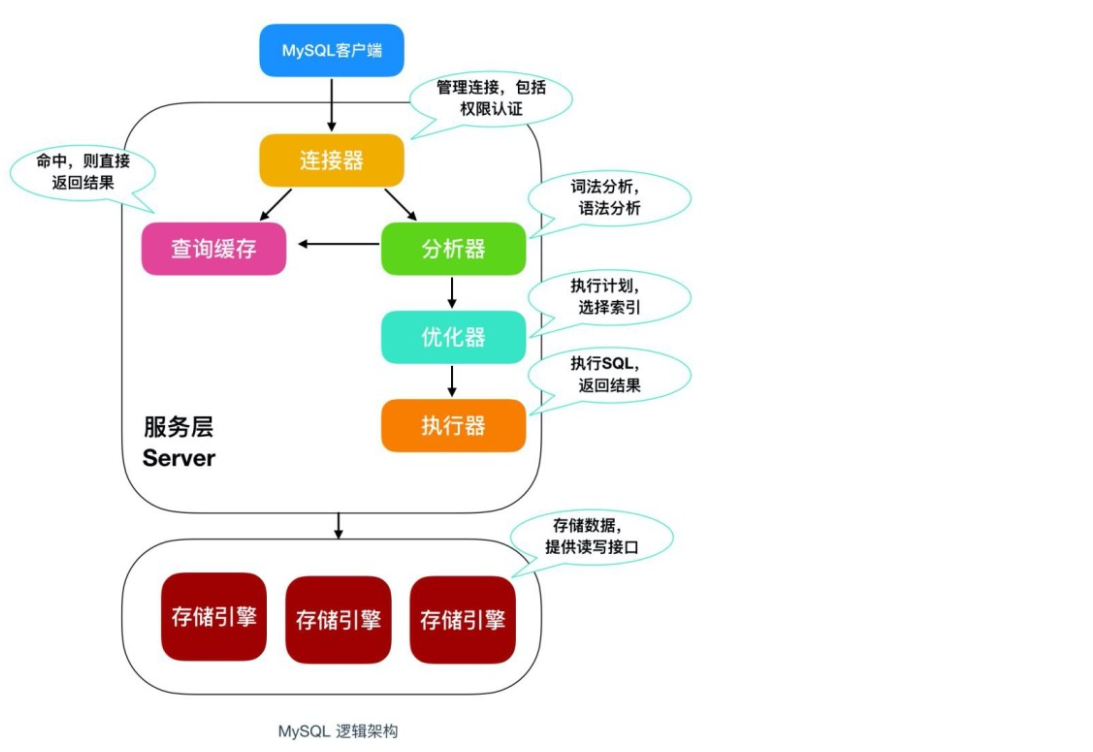 MySQL客户端
管理连接，包括
权限认证
连接器
命中，则直接
返回结果
词法分析，
语法分析
查询缓存
分析器
执行计划，
选择索引
优化器
执行SQL，
返回结果
执行器
服务层
Server
存储数据，
提供读写接口
存储引擎
存储引擎
存储引擎
MySQL 逻辑架构